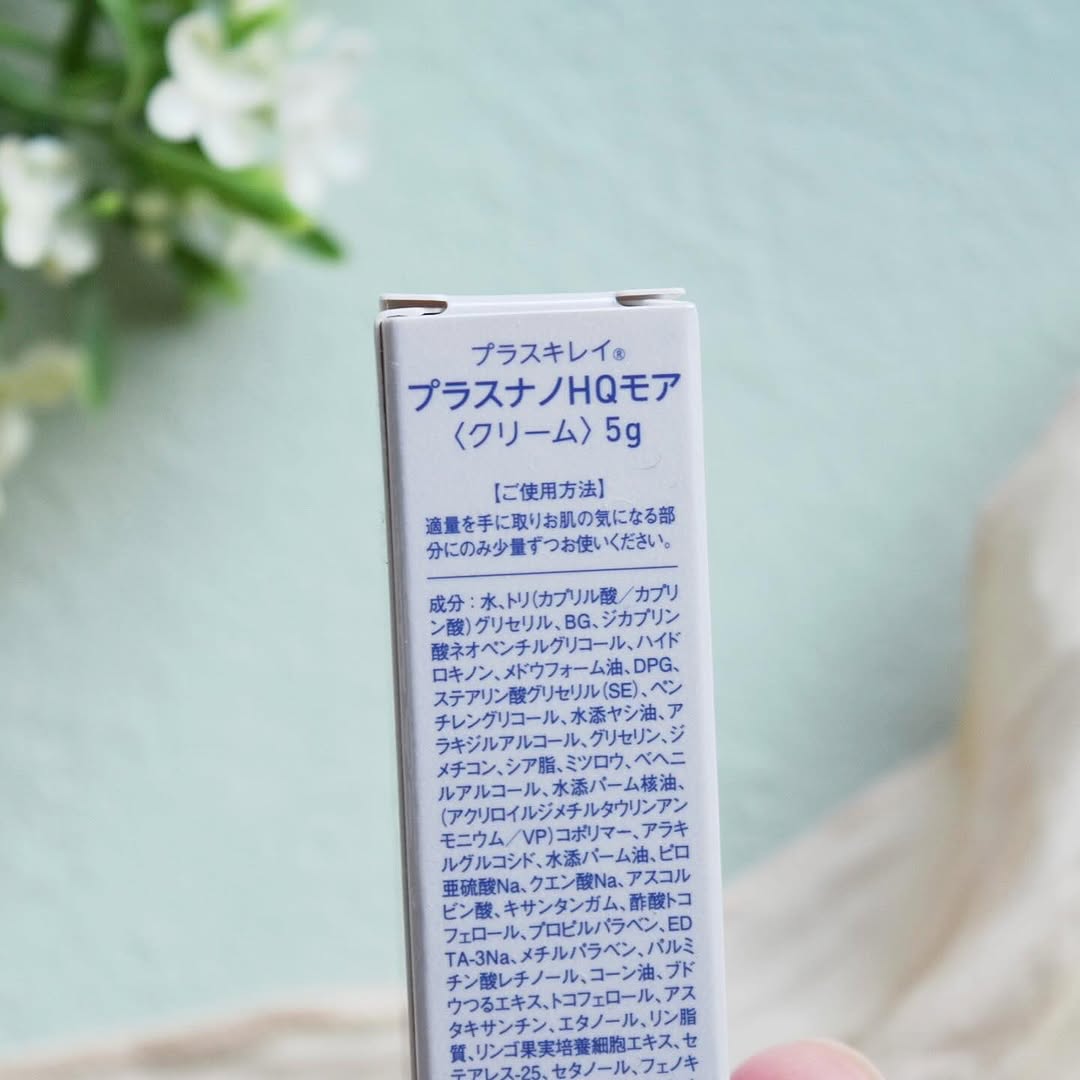 プラスキレイ®
プラスナノHQモア
〈クリーム〉5g
【ご使用方法】
適量を手に取りお肌の気になる部
分にのみ少量ずつお使いください。
成分：水、トリ(カプリル酸／カプリ
ン酸)グリセリル、BG、ジカプリン
酸ネオペンチルグリコール、ハイド
ロキノン、メドウフォーム油、DPG、
ステアリン酸グリセリル(SE)、ペン
チレングリコール、水添ヤシ油、ア
ラキジルアルコール、グリセリン、ジ
メチコン、シア脂、ミツロウ、ベヘニ
ルアルコール、水添パーム核油、
(アクリロイルジメチルタウリンアン
モニウム／VP)コポリマー、アラキ
ルグルコシド、水添パーム油、ピロ
亜硫酸Na、クエン酸Na、アスコル
ビン酸、キサンタンガム、酢酸トコ
フェロール、プロピルパラベン、ED
TA-3Na、メチルパラベン、パルミ
チン酸レチノール、コーン油、ブド
ウつるエキス、トコフェロール、アス
タキサンチン、エタノール、リン脂
質、リンゴ果実培養細胞エキス、セ
テアレス-25、セタノール、フェノキ